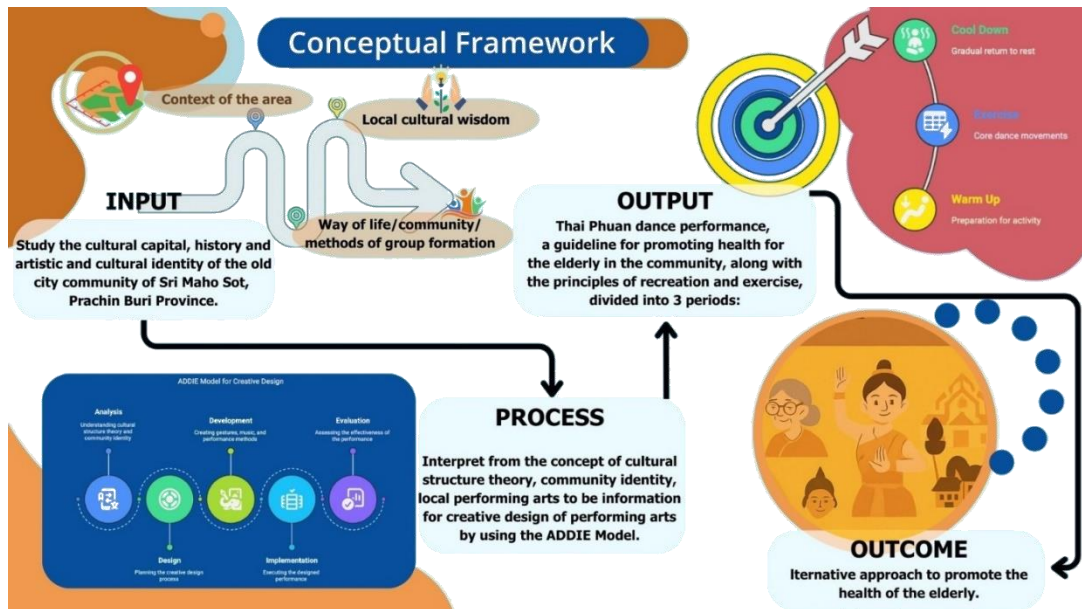 Conceptual Framework
Context of the area
Local cultural wisdom
Way of life/community/
methods of group formation
INPUT
Study the cultural capital, history and
artistic and cultural identity of the old
city community of Sri Maho Sot,
Prachin Buri Province.
ADDIE Model for Creative Design
Analysis
Understanding cultural
structure theory and
community identity
Development
Creating gestures, music, and
performance methods
Evaluation
Assessing the effectiveness of
the performance
Design
Planning the creative design
process
Implementation
Executing the designed
performance
PROCESS
Interpret from the concept of cultural
structure theory, community identity,
local performing arts to be information
for creative design of performing arts
by using the ADDIE Model.
OUTPUT
Thai Phuan dance performance,
a guideline for promoting health for
the elderly in the community, along with
the principles of recreation and exercise,
divided into 3 periods:
Cool Down
Gradual return to rest
Exercise
Core dance movements
Warm Up
Preparation for activity
OUTCOME
Iternative approach to promote the
health of the elderly.